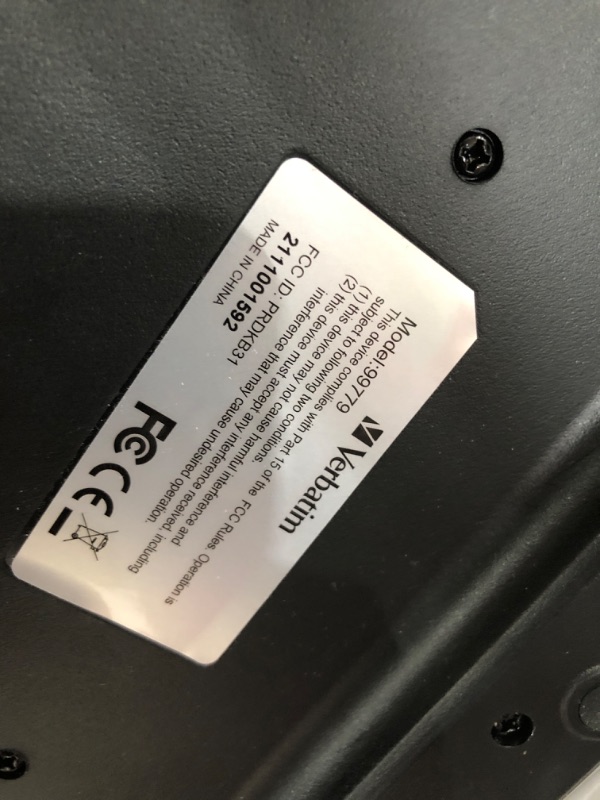 Verbatim
Model:99779
This device complies with Part 15 of the FCC Rules. Operation is
subject to following two conditions.
(1) this device may not cause harmful interference and
(2) this device must accept any interference received, including
interference that may cause undesired operation.
FCC ID: PRDKB31
2111001592
MADE IN CHINA
FC CE